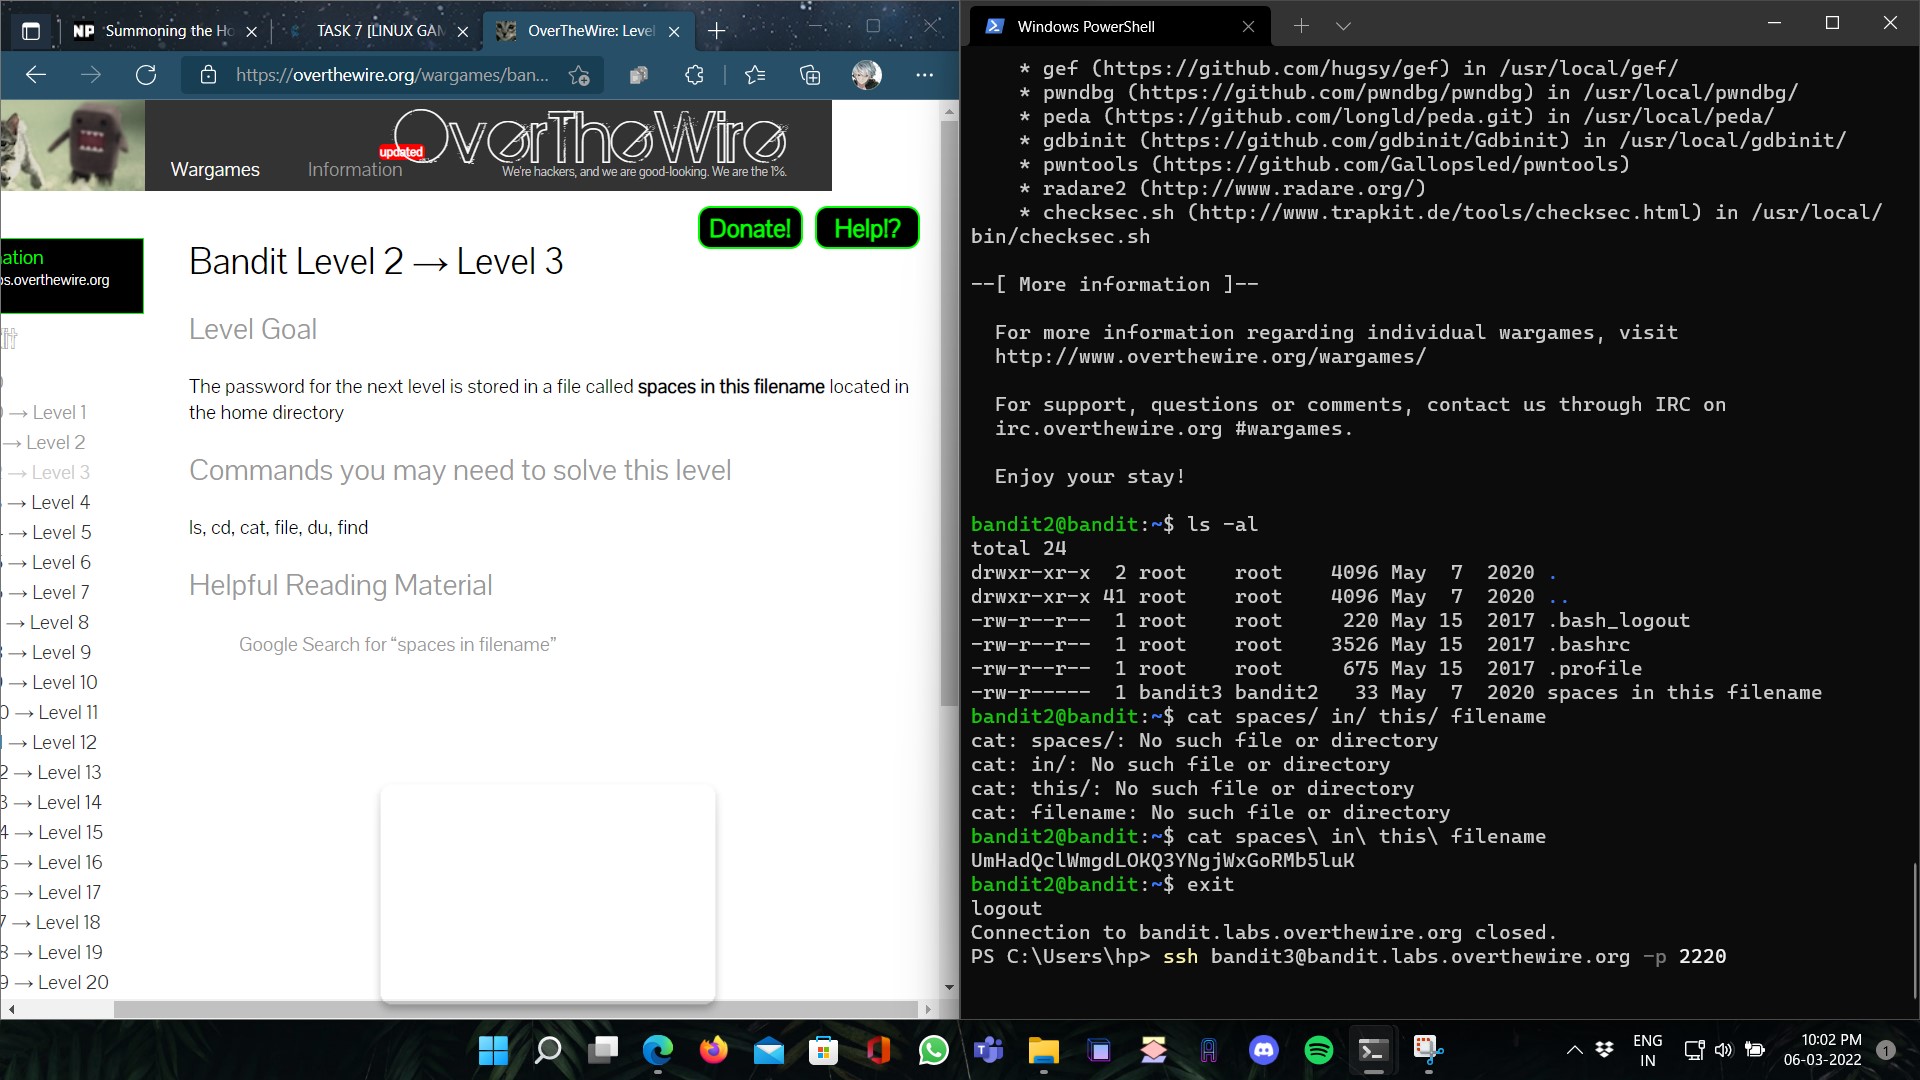 Summoning the Ho
TASK 7 [LINUX GAM
OverTheWire: Level
https://overthewire.org/wargames/ban...
OverTheWire
updated
We're hackers, and we are good-looking. We are the 1%.
Wargames
Information
Donate!
Help!?
ation
os.overthewire.org
Bandit Level 2 → Level 3
Level Goal
The password for the next level is stored in a file called spaces in this filename located in
the home directory
Commands you may need to solve this level
ls, cd, cat, file, du, find
Helpful Reading Material
Google Search for “spaces in filename”
→ Level 1
→ Level 2
→ Level 3
→ Level 4
→ Level 5
→ Level 6
→ Level 7
→ Level 8
→ Level 9
→ Level 10
0 → Level 11
→ Level 12
2 → Level 13
3 → Level 14
4 → Level 15
5 → Level 16
6 → Level 17
7 → Level 18
8 → Level 19
9 → Level 20
Windows PowerShell
* gef (https://github.com/hugsy/gef) in /usr/local/gef/
* pwndbg (https://github.com/pwndbg/pwndbg) in /usr/local/pwndbg/
* peda (https://github.com/longld/peda.git) in /usr/local/peda/
* gdbinit (https://github.com/gdbinit/Gdbinit) in /usr/local/gdbinit/
* pwntools (https://github.com/Gallopsled/pwntools)
* radare2 (http://www.radare.org/)
* checksec.sh (http://www.trapkit.de/tools/checksec.html) in /usr/local/
bin/checksec.sh
--[ More information ]--
For more information regarding individual wargames, visit
http://www.overthewire.org/wargames/
For support, questions or comments, contact us through IRC on
irc.overthewire.org #wargames.
Enjoy your stay!
bandit2@bandit:~$ ls -al
total 24
drwxr-xr-x  2 root    root    4096 May  7  2020 .
drwxr-xr-x 41 root    root    4096 May  7  2020 ..
-rw-r--r--  1 root    root     220 May 15  2017 .bash_logout
-rw-r--r--  1 root    root    3526 May 15  2017 .bashrc
-rw-r--r--  1 root    root     675 May 15  2017 .profile
-rw-r-----  1 bandit3 bandit2   33 May  7  2020 spaces in this filename
bandit2@bandit:~$ cat spaces/ in/ this/ filename
cat: spaces/: No such file or directory
cat: in/: No such file or directory
cat: this/: No such file or directory
cat: filename: No such file or directory
bandit2@bandit:~$ cat spaces\ in\ this\ filename
UmHadQclWmgdLOKQ3YNgjWxGoRMb5luK
bandit2@bandit:~$ exit
logout
Connection to bandit.labs.overthewire.org closed.
PS C:\Users\hp> ssh bandit3@bandit.labs.overthewire.org -p 2220
ENG
IN
10:02 PM
06-03-2022
1